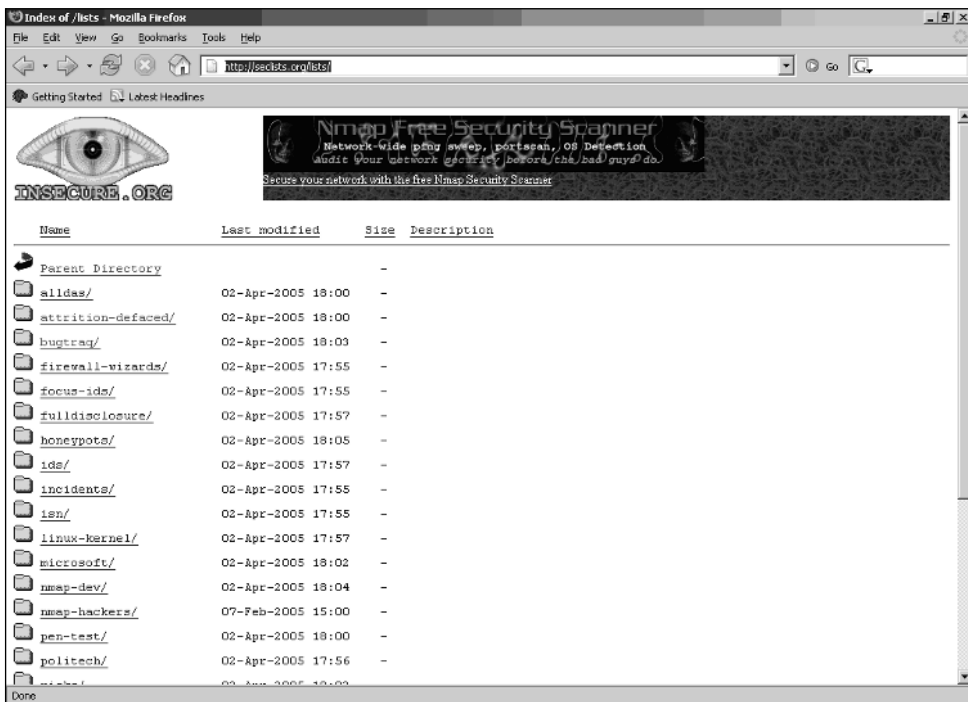 Index of /lists - Mozilla Firefox
File Edit View Go Bookmarks Tools Help
http://seclists.org/lists/ Go
Getting Started Latest Headlines
Nmap Free Security Scanner
Network-wide ping sweep, portscan, OS Detection
Audit your network security before the bad guys do
Secure your network with the free Nmap Security Scanner
INSECURE.ORG
Name Last modified Size Description
Parent Directory -
alldas/ 02-Apr-2005 18:00 -
attrition-defaced/ 02-Apr-2005 18:00 -
bugtraq/ 02-Apr-2005 18:03 -
firewall-wizards/ 02-Apr-2005 17:55 -
focus-ids/ 02-Apr-2005 17:55 -
fulldisclosure/ 02-Apr-2005 17:57 -
honeypots/ 02-Apr-2005 18:05 -
ids/ 02-Apr-2005 17:57 -
incidents/ 02-Apr-2005 17:55 -
isn/ 02-Apr-2005 17:55 -
linux-kernel/ 02-Apr-2005 17:57 -
microsoft/ 02-Apr-2005 18:02 -
nmap-dev/ 02-Apr-2005 18:04 -
nmap-hackers/ 07-Feb-2005 15:00 -
pen-test/ 02-Apr-2005 18:00 -
politech/ 02-Apr-2005 17:56 -
Done